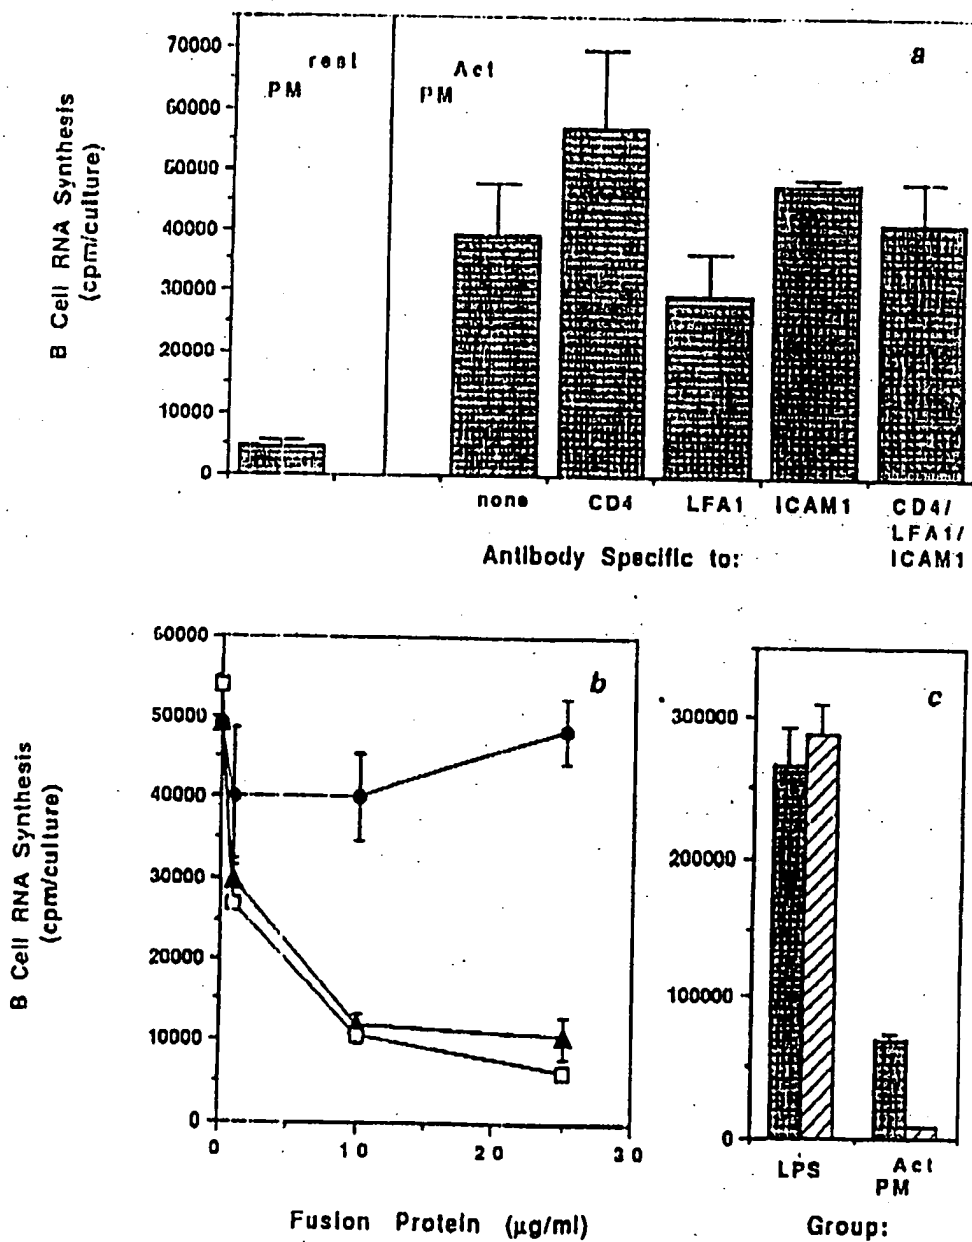 a
70000
60000
50000
40000
30000
20000
10000
0
B Cell RNA Synthesis
(cpm/culture)
rest
PM
Act
PM
none
CD4
LFA1
ICAM1
CD4/
LFA1/
ICAM1
Antibody Specific to:
b
60000
50000
40000
30000
20000
10000
0
B Cell RNA Synthesis
(cpm/culture)
0
10
20
30
Fusion Protein (µg/ml)
c
300000
200000
100000
0
LPS
Act
PM
Group: